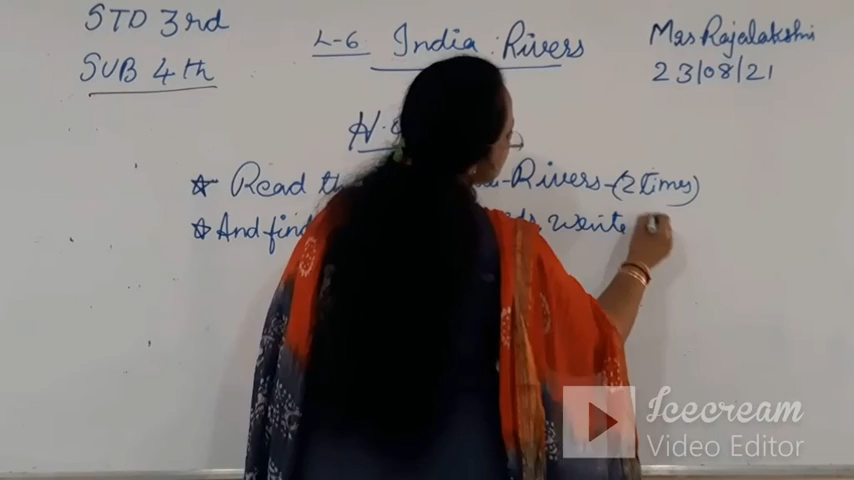 STD 3rd
SUB 4th
L-6 India : Rivers
Mrs Rajalakshmi
23/08/21
H.
Read Rivers - (2 Times)
And find write
Icecream
Video Editor